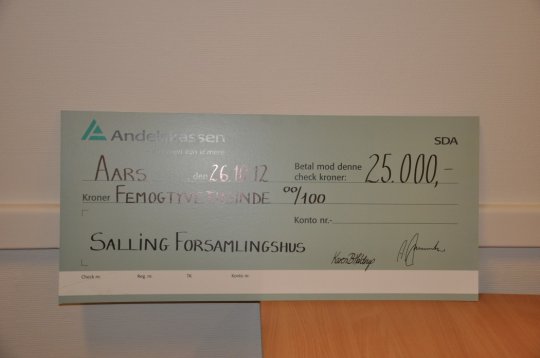 Andelskassen
SDA
Aars den 26.10.12
Betal mod denne
check kroner: 25.000,-
Kroner FEMOGTYVETUSINDE 00/100
Konto nr.-
SALLING FORSAMLINGSHUS
Check nr. Reg. nr. TK Konto nr.